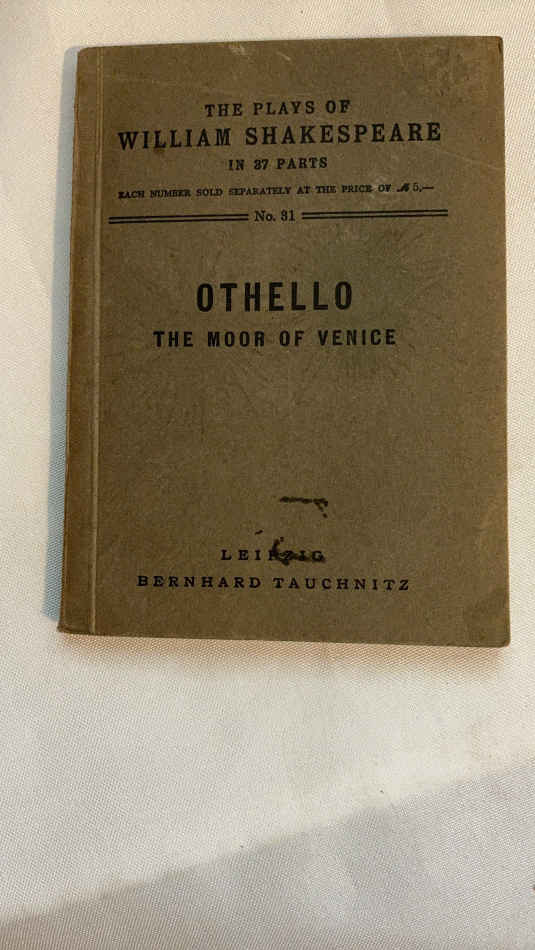 THE PLAYS OF
WILLIAM SHAKESPEARE
IN 37 PARTS
EACH NUMBER SOLD SEPARATELY AT THE PRICE OF ℳ 5,—
No. 31
OTHELLO
THE MOOR OF VENICE
LEIPZIG
BERNHARD TAUCHNITZ